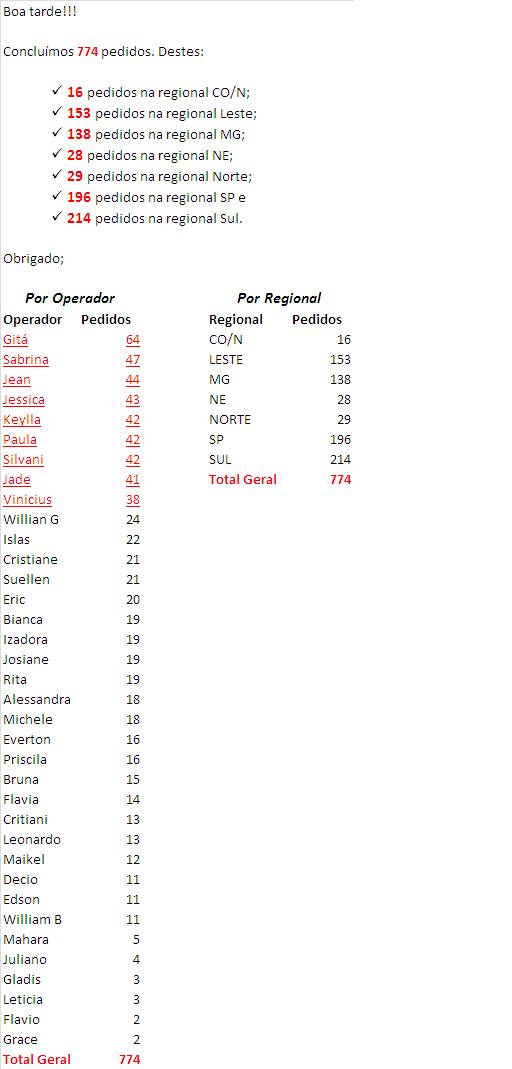 Boa tarde!!!
Concluímos 774 pedidos. Destes:
✓ 16 pedidos na regional CO/N;
✓ 153 pedidos na regional Leste;
✓ 138 pedidos na regional MG;
✓ 28 pedidos na regional NE;
✓ 29 pedidos na regional Norte;
✓ 196 pedidos na regional SP e
✓ 214 pedidos na regional Sul.
Obrigado;
Por Operador Por Regional
Operador Pedidos Regional Pedidos
Gitá 64 CO/N 16
Sabrina 47 LESTE 153
Jean 44 MG 138
Jessica 43 NE 28
Keylla 42 NORTE 29
Paula 42 SP 196
Silvani 42 SUL 214
Jade 41 Total Geral 774
Vinicius 38
Willian G 24
Islas 22
Cristiane 21
Suellen 21
Eric 20
Bianca 19
Izadora 19
Josiane 19
Rita 19
Alessandra 18
Michele 18
Everton 16
Priscila 16
Bruna 15
Flavia 14
Critiani 13
Leonardo 13
Maikel 12
Decio 11
Edson 11
William B 11
Mahara 5
Juliano 4
Gladis 3
Leticia 3
Flavio 2
Grace 2
Total Geral 774